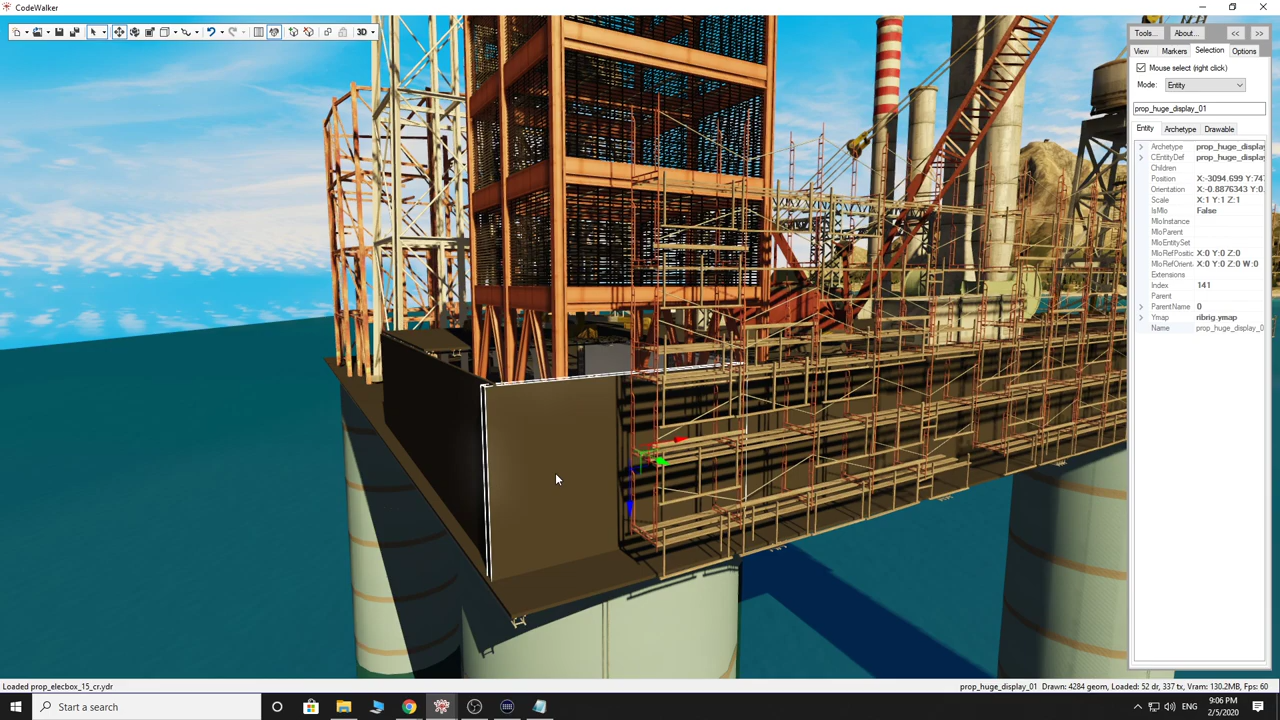 CodeWalker
3D
Tools... About... << >>
View Markers Selection Options
Mouse select (right click)
Mode: Entity
prop_huge_display_01
Entity Archetype Drawable
Archetype prop_huge_display
CEntityDef prop_huge_display
Children
Position X:-3094.699 Y:74
Orientation X:-0.8876343 Y:0
Scale X:1 Y:1 Z:1
IsMlo False
MloInstance
MloParent
MloEntitySet
MloRefPositic X:0 Y:0 Z:0
MloRefOrient X:0 Y:0 Z:0 W:0
Extensions
Index 141
Parent
ParentName 0
Ymap ribrig.ymap
Name prop_huge_display_0
Loaded prop_elecbox_15_cr.ydr
prop_huge_display_01 Drawn: 4284 geom, Loaded: 52 dr, 337 tx, Vram: 130.2MB, Fps: 60
Start a search
ENG
9:06 PM
2/5/2020